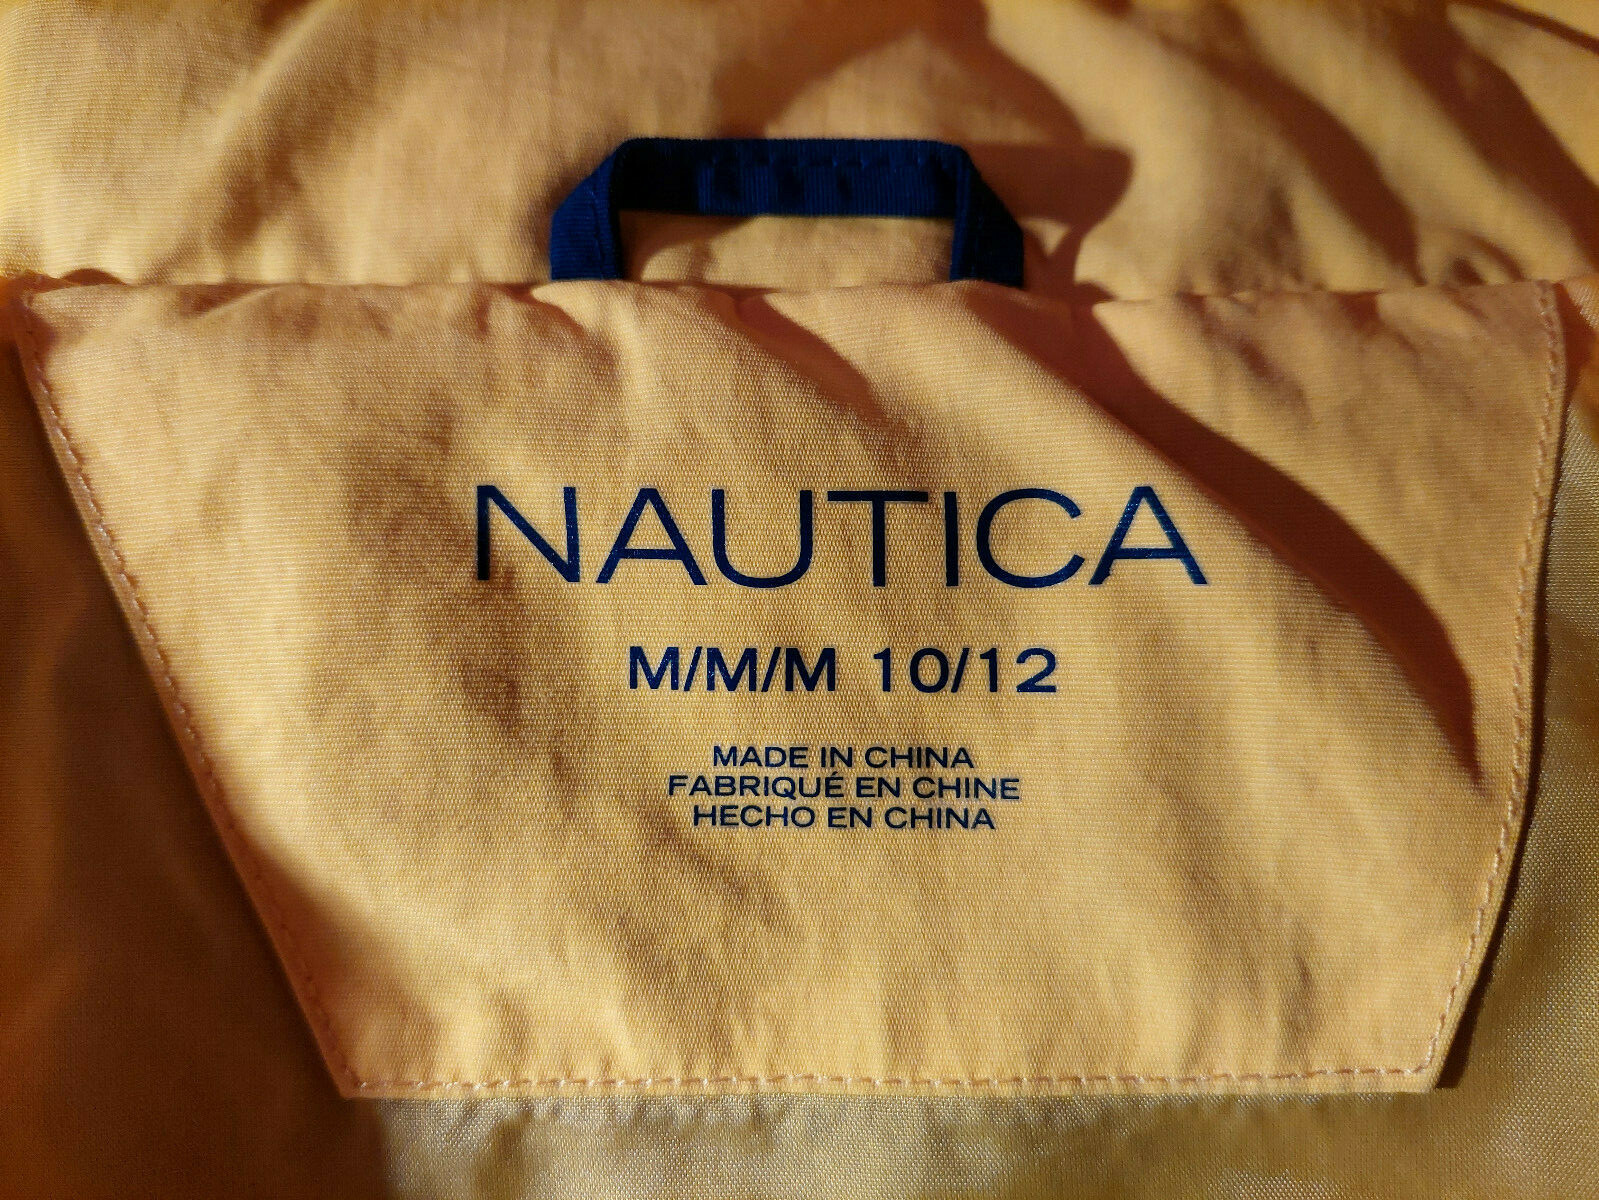 NAUTICA
M/M/M 10/12
MADE IN CHINA
FABRIQUÉ EN CHINE
HECHO EN CHINA